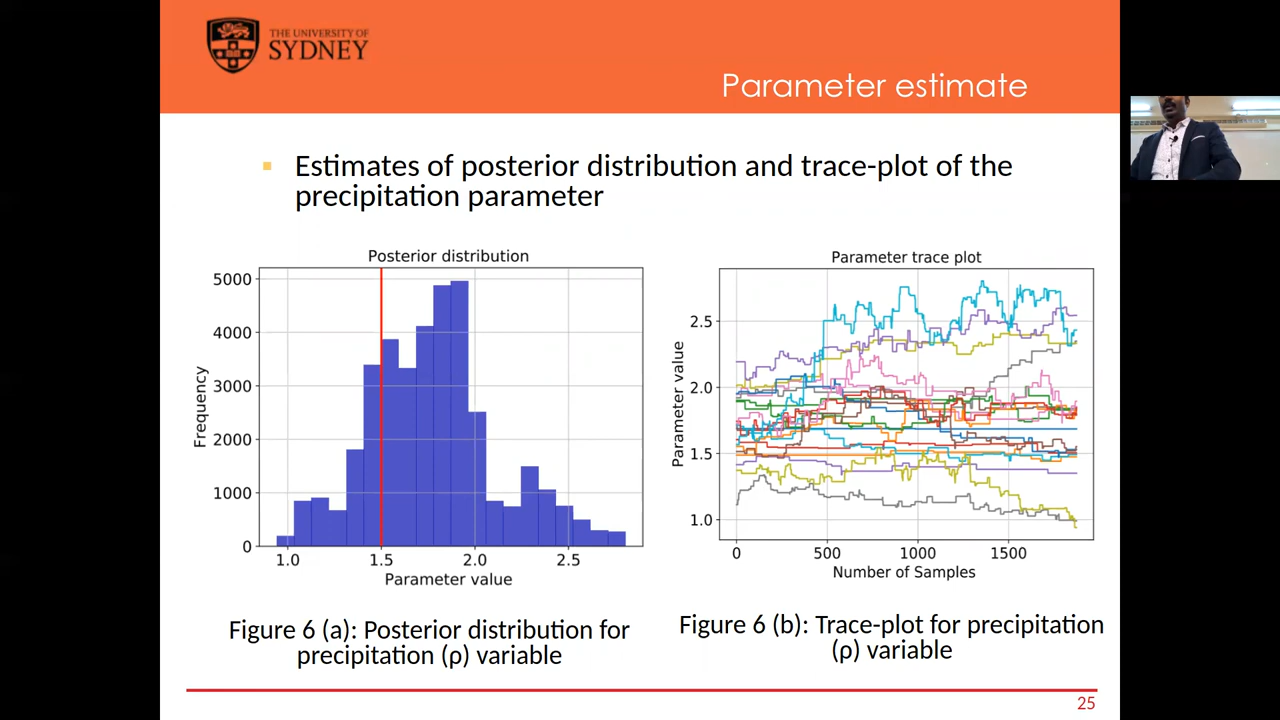 THE UNIVERSITY OF
SYDNEY
Parameter estimate
Estimates of posterior distribution and trace-plot of the
precipitation parameter
Posterior distribution
5000
4000
3000
2000
1000
0
Frequency
1.0 1.5 2.0 2.5
Parameter value
Figure 6 (a): Posterior distribution for
precipitation (ρ) variable
Parameter trace plot
2.5
2.0
1.5
1.0
Parameter value
0 500 1000 1500
Number of Samples
Figure 6 (b): Trace-plot for precipitation
(ρ) variable
25